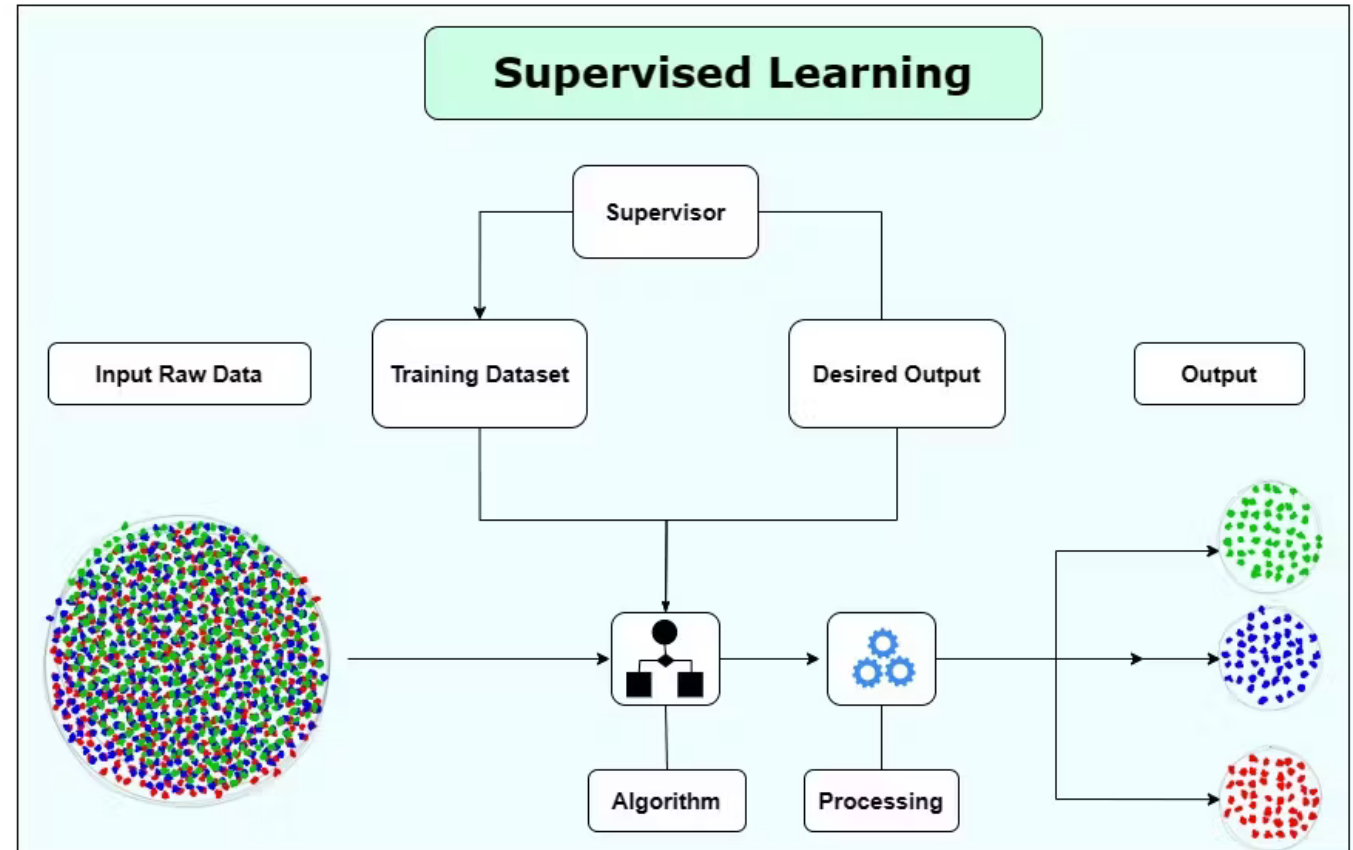 Supervised Learning
Supervisor
Input Raw Data
Training Dataset
Desired Output
Output
Algorithm
Processing